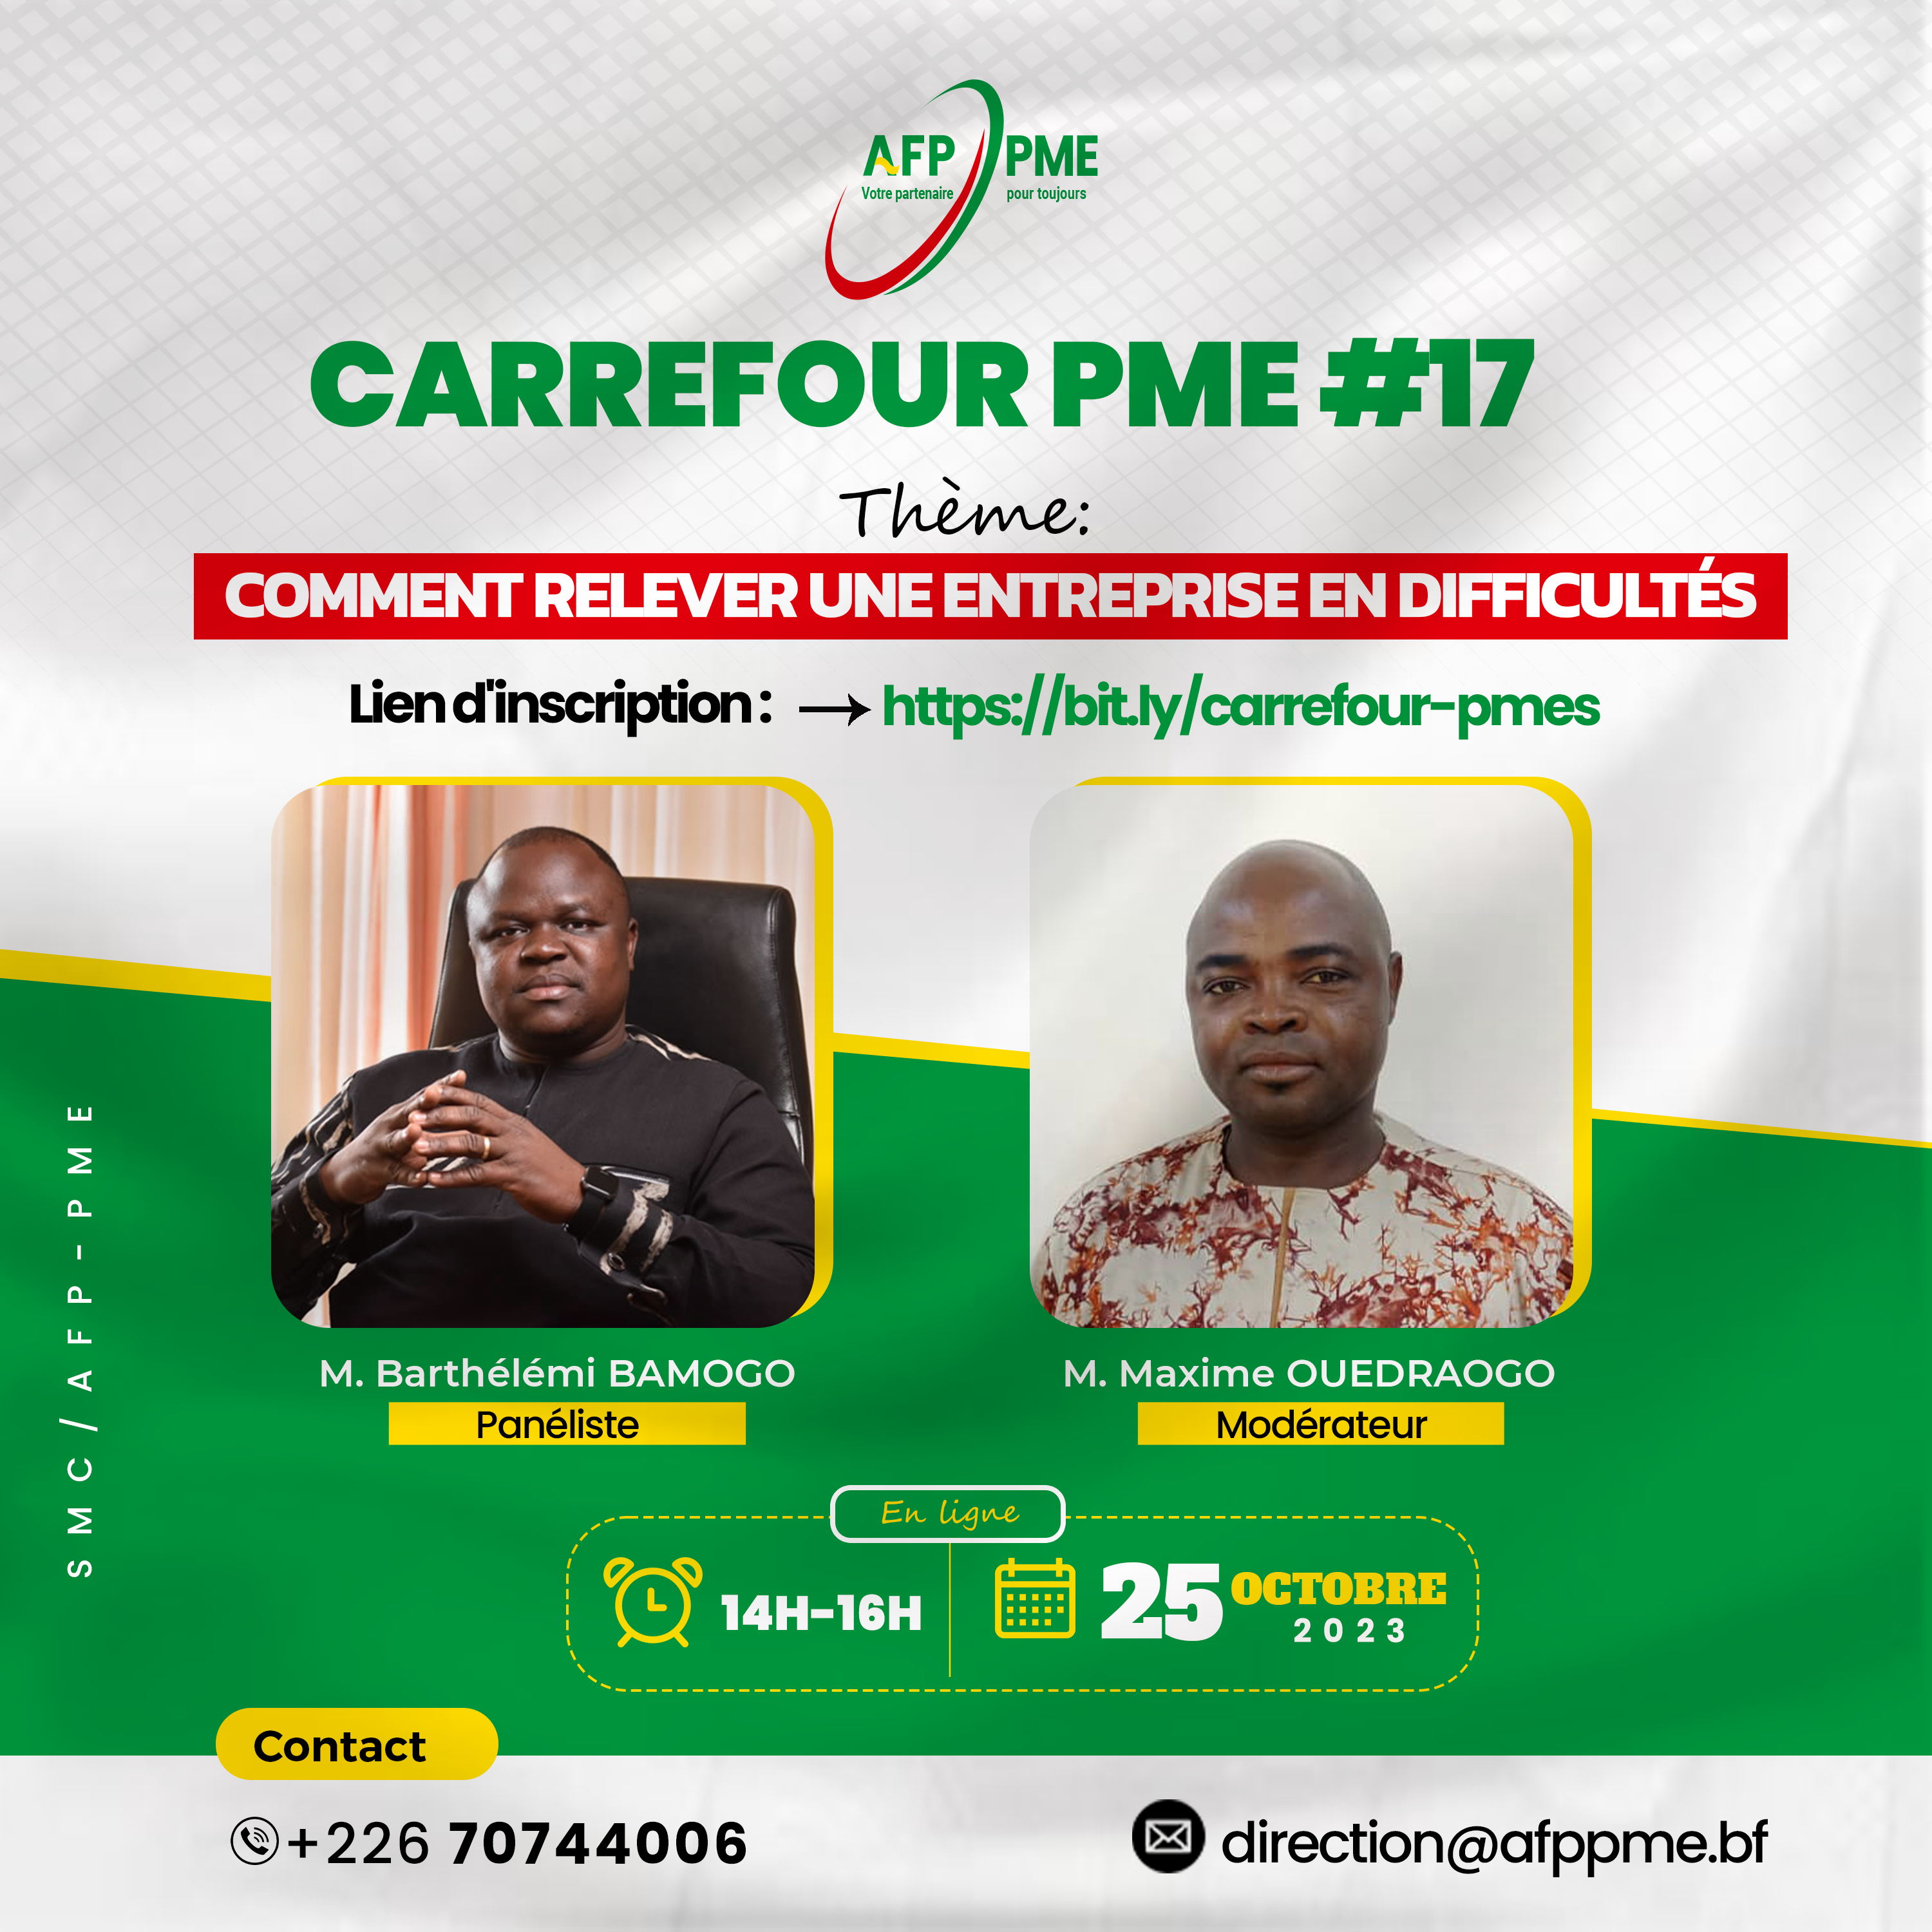 AFP PME
Votre partenaire pour toujours
CARREFOUR PME #17
Thème:
COMMENT RELEVER UNE ENTREPRISE EN DIFFICULTÉS
Lien d'inscription : https://bit.ly/carrefour-pmes
SMC/AFP-PME
M. Barthélémi BAMOGO
Panéliste
M. Maxime OUEDRAOGO
Modérateur
En ligne
14H-16H
25 OCTOBRE
2023
Contact
+226 70744006
direction@afppme.bf